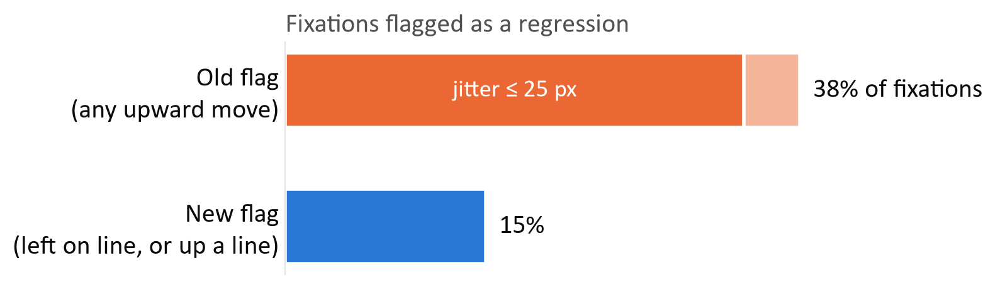 Fixations flagged as a regression
Old flag
(any upward move)
jitter ≤ 25 px
38% of fixations
New flag
(left on line, or up a line)
15%